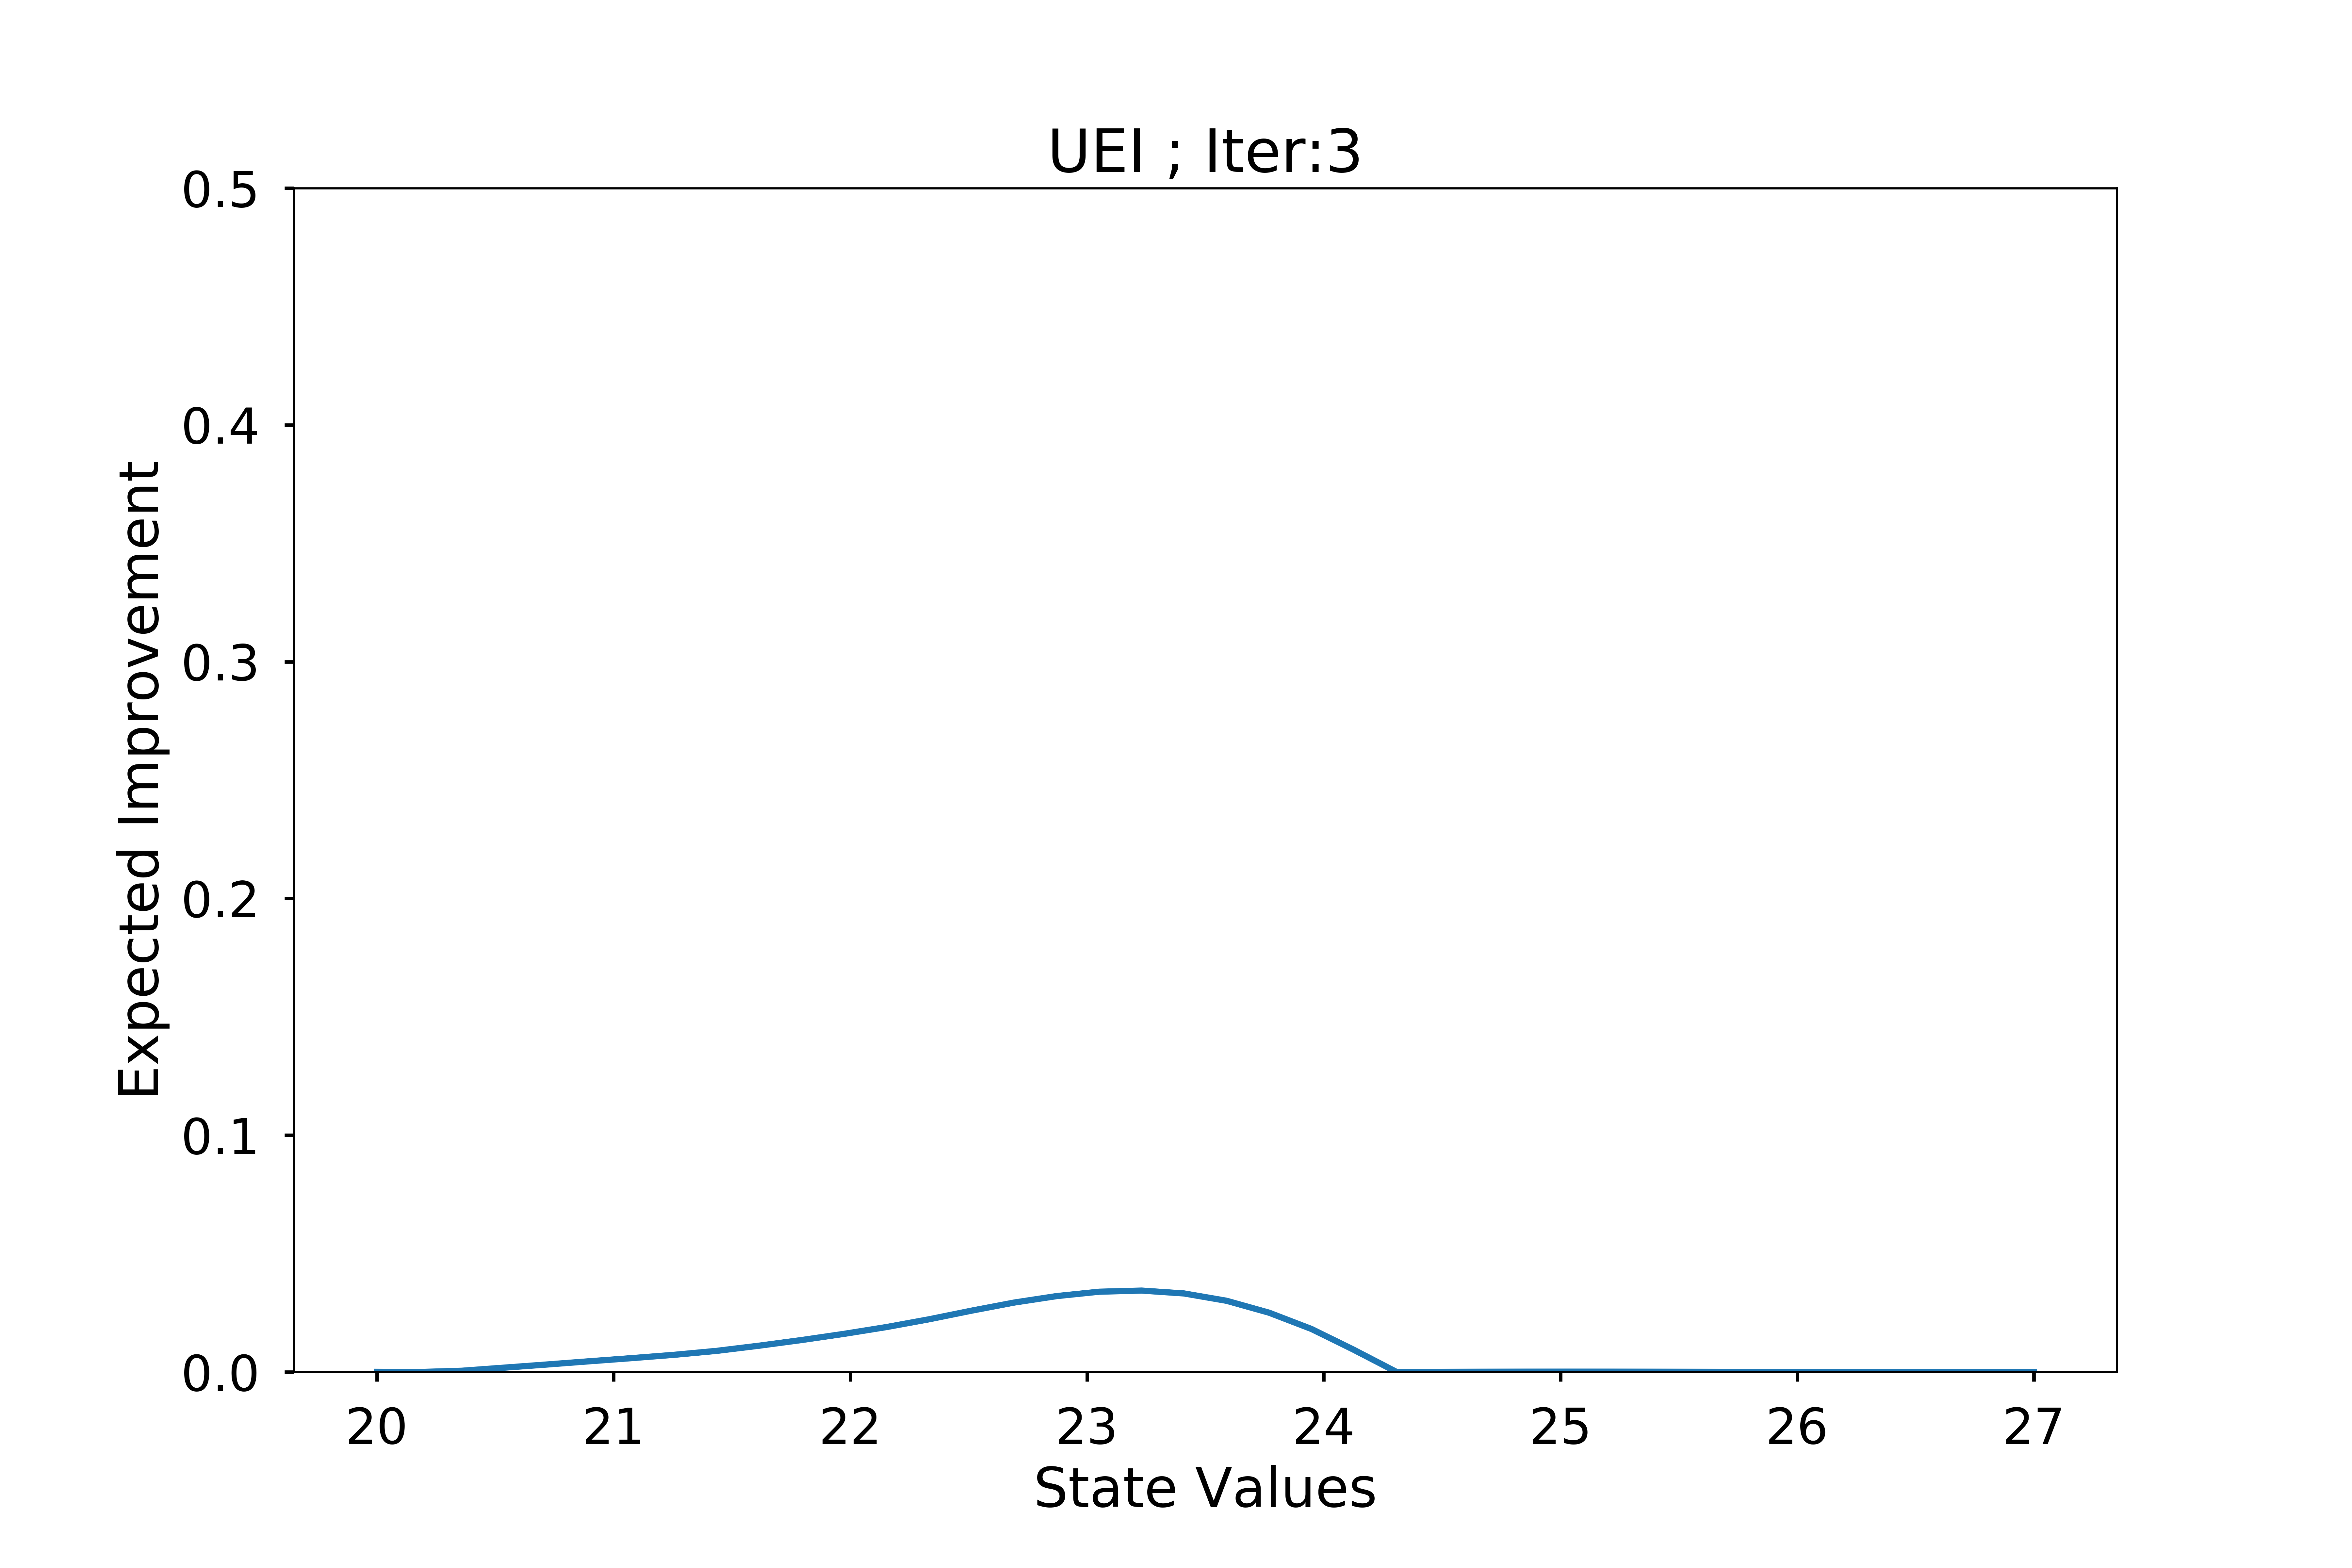 UEI ; Iter:3
0.5
0.4
0.3
0.2
0.1
0.0
Expected Improvement
20 21 22 23 24 25 26 27
State Values